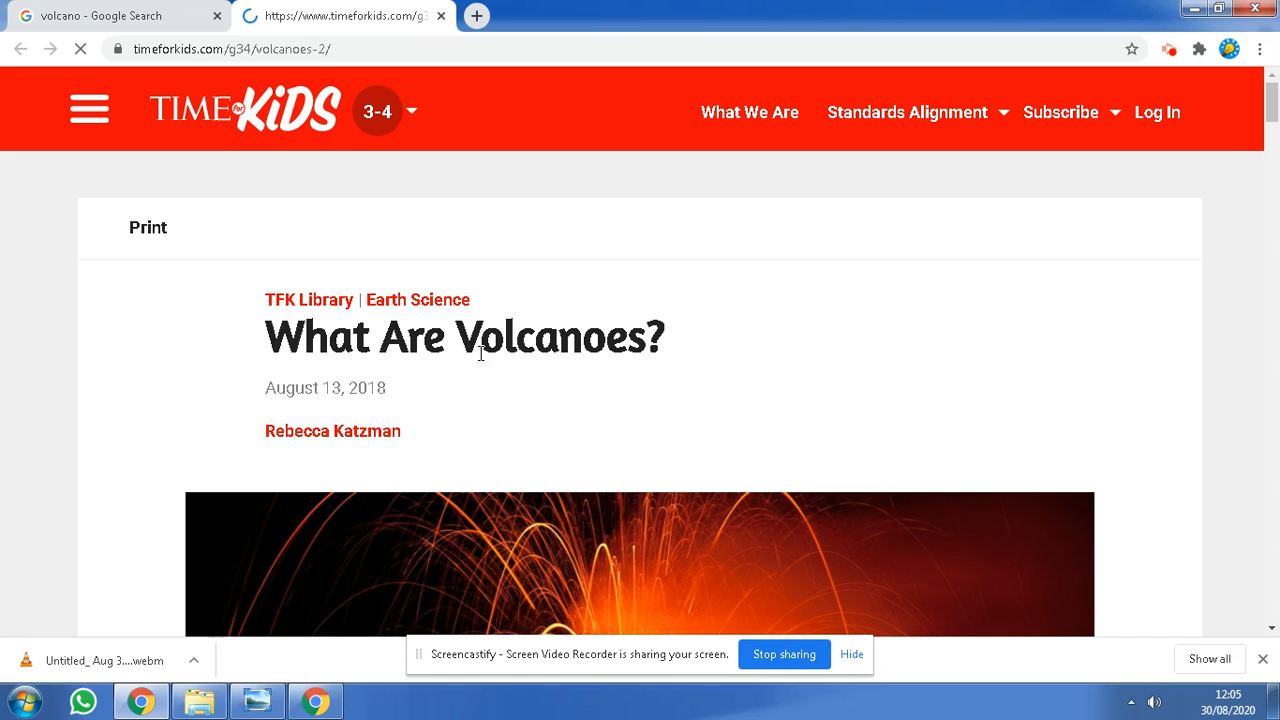 volcano - Google Search
https://www.timeforkids.com/g3
timeforkids.com/g34/volcanoes-2/
TIME for KiDS
3-4
What We Are
Standards Alignment
Subscribe
Log In
Print
TFK Library | Earth Science
What Are Volcanoes?
August 13, 2018
Rebecca Katzman
Untitled_ Aug 3....webm
Screencastify - Screen Video Recorder is sharing your screen.
Stop sharing
Hide
Show all
12:05
30/08/2020